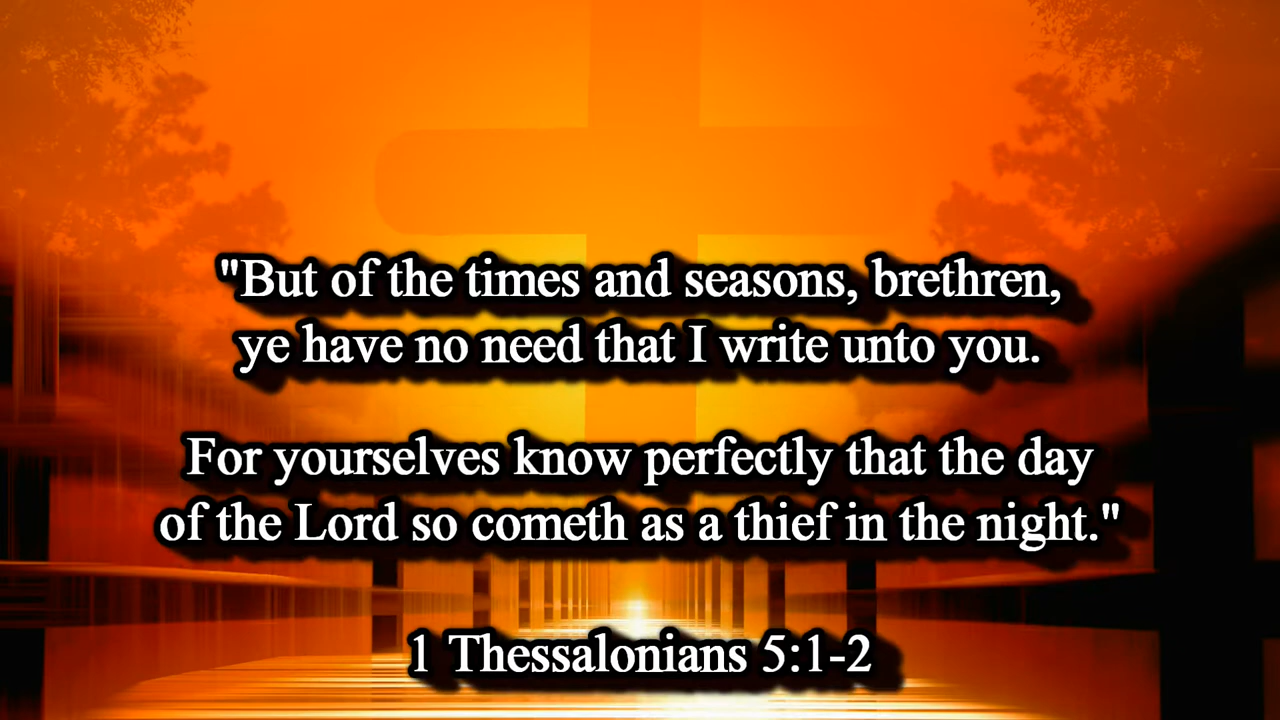 "But of the times and seasons, brethren,
ye have no need that I write unto you.
For yourselves know perfectly that the day
of the Lord so cometh as a thief in the night."
1 Thessalonians 5:1-2